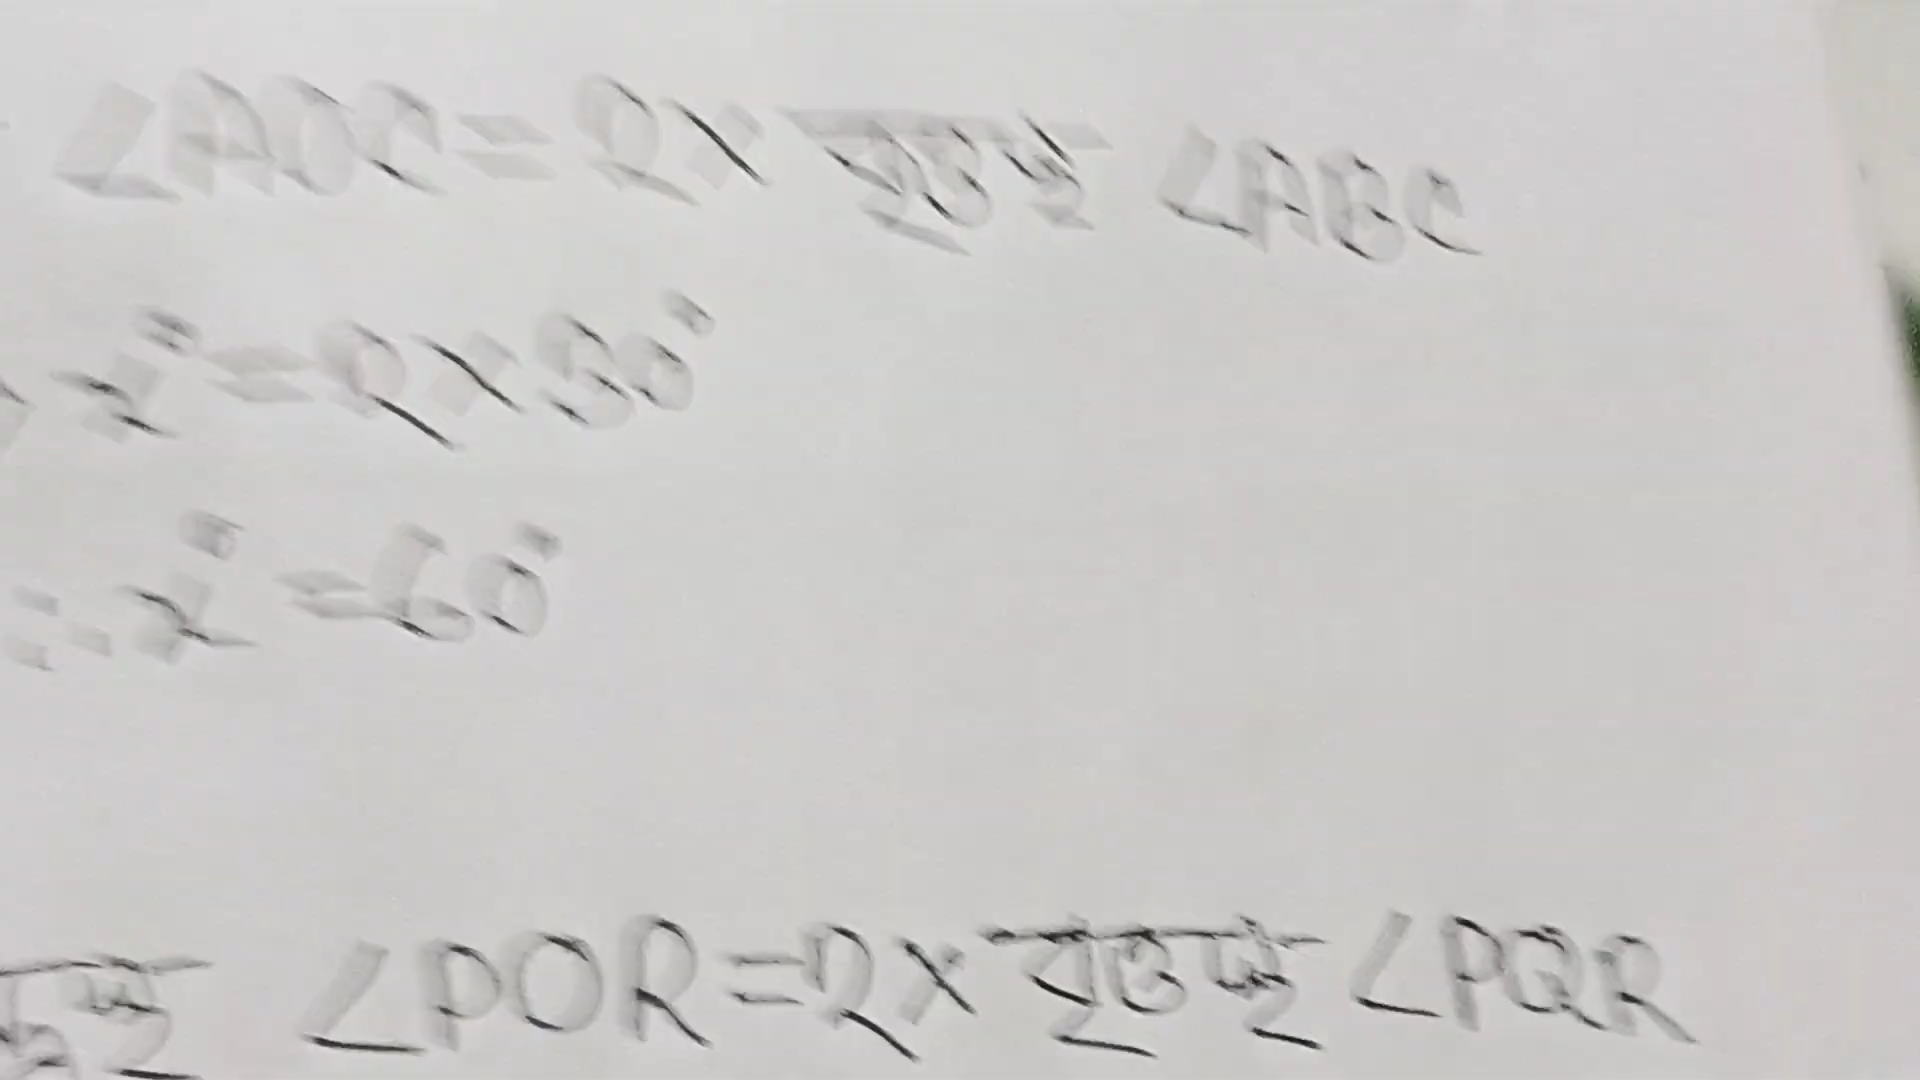 ∠AOC = 2 × বৃত্তস্থ ∠ABC
x° = 2 × 30°
∴ x° = 60°
∠POR = 2 × বৃত্তস্থ ∠PQR